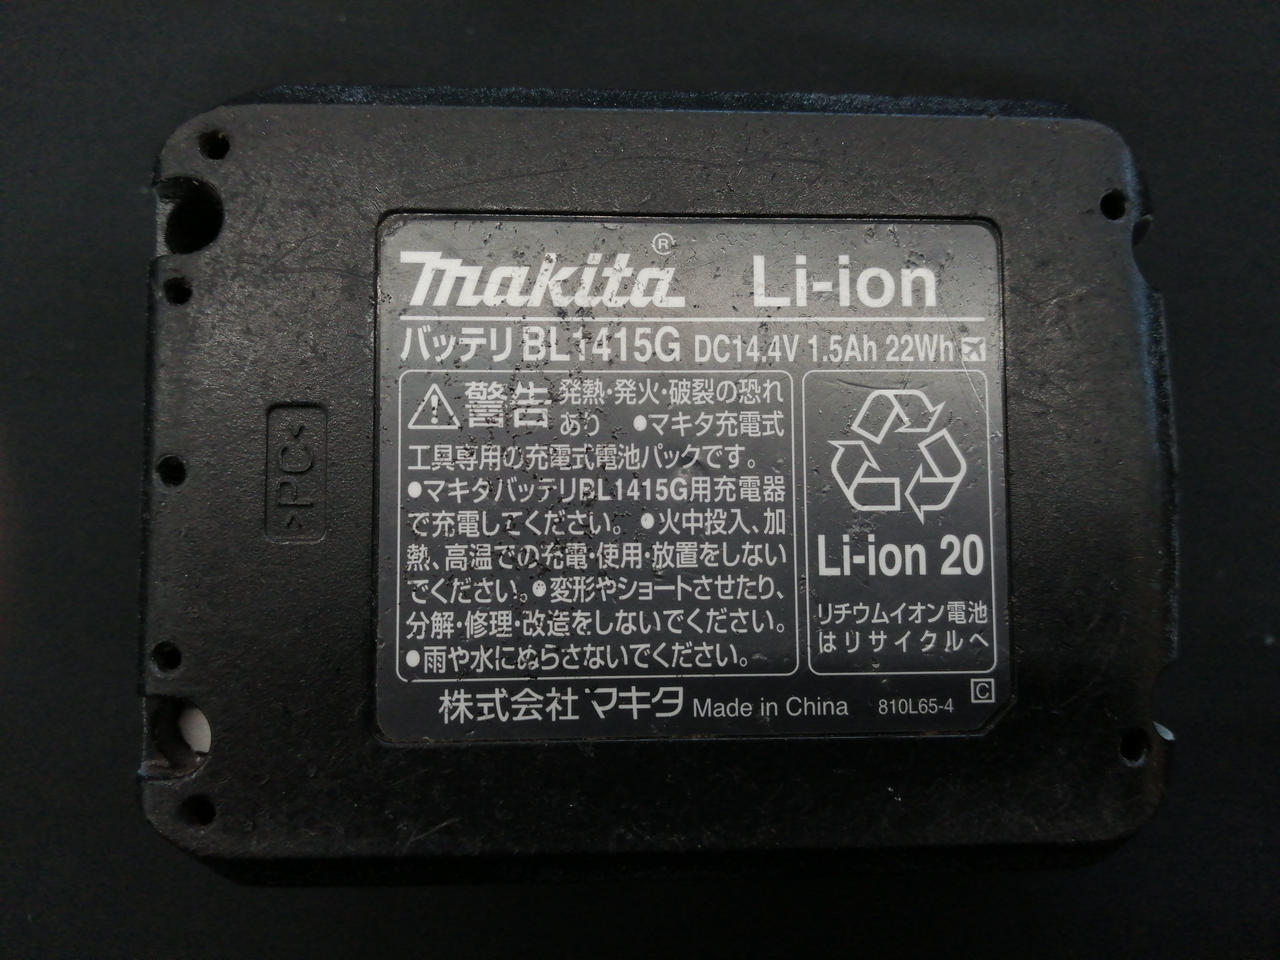 makita® Li-ion
バッテリ BL1415G DC14.4V 1.5Ah 22Wh
警告 発熱・発火・破裂の恐れ
あり ●マキタ充電式
工具専用の充電式電池パックです。
●マキタバッテリBL1415G用充電器
で充電してください。 ●火中投入、加
熱、高温での充電・使用・放置をしない
でください。●変形やショートさせたり、
分解・修理・改造をしないでください。
●雨や水にぬらさないでください。
Li-ion 20
リチウムイオン電池
はリサイクルへ
株式会社マキタ Made in China 810L65-4 C
>PC<